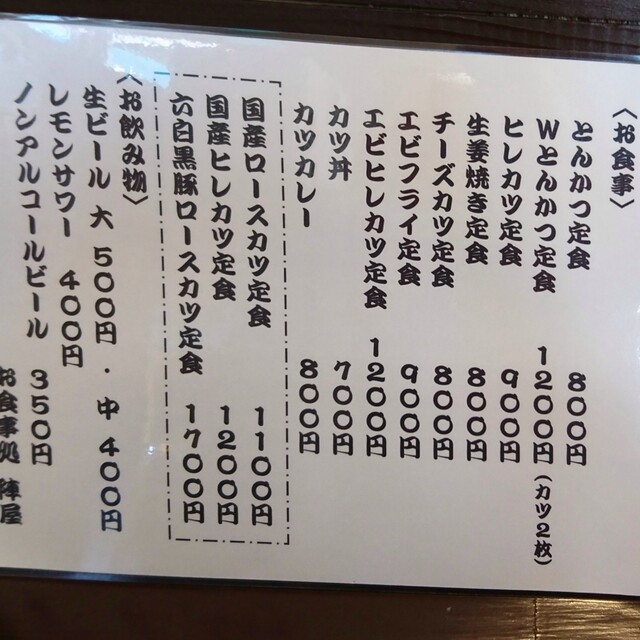 〈お食事〉
とんかつ定食 800円
Wとんかつ定食 1200円(カツ2枚)
ヒレカツ定食 900円
生姜焼き定食 800円
チーズカツ定食 800円
エビフライ定食 900円
エビヒレカツ定食 1200円
カツ丼 700円
カツカレー 800円
国産ロースカツ定食 1100円
国産ヒレカツ定食 1200円
六白黒豚ロースカツ定食 1700円
〈お飲み物〉
生ビール 大 500円・中 400円
レモンサワー 400円
ノンアルコールビール 350円
お食事処 陣屋